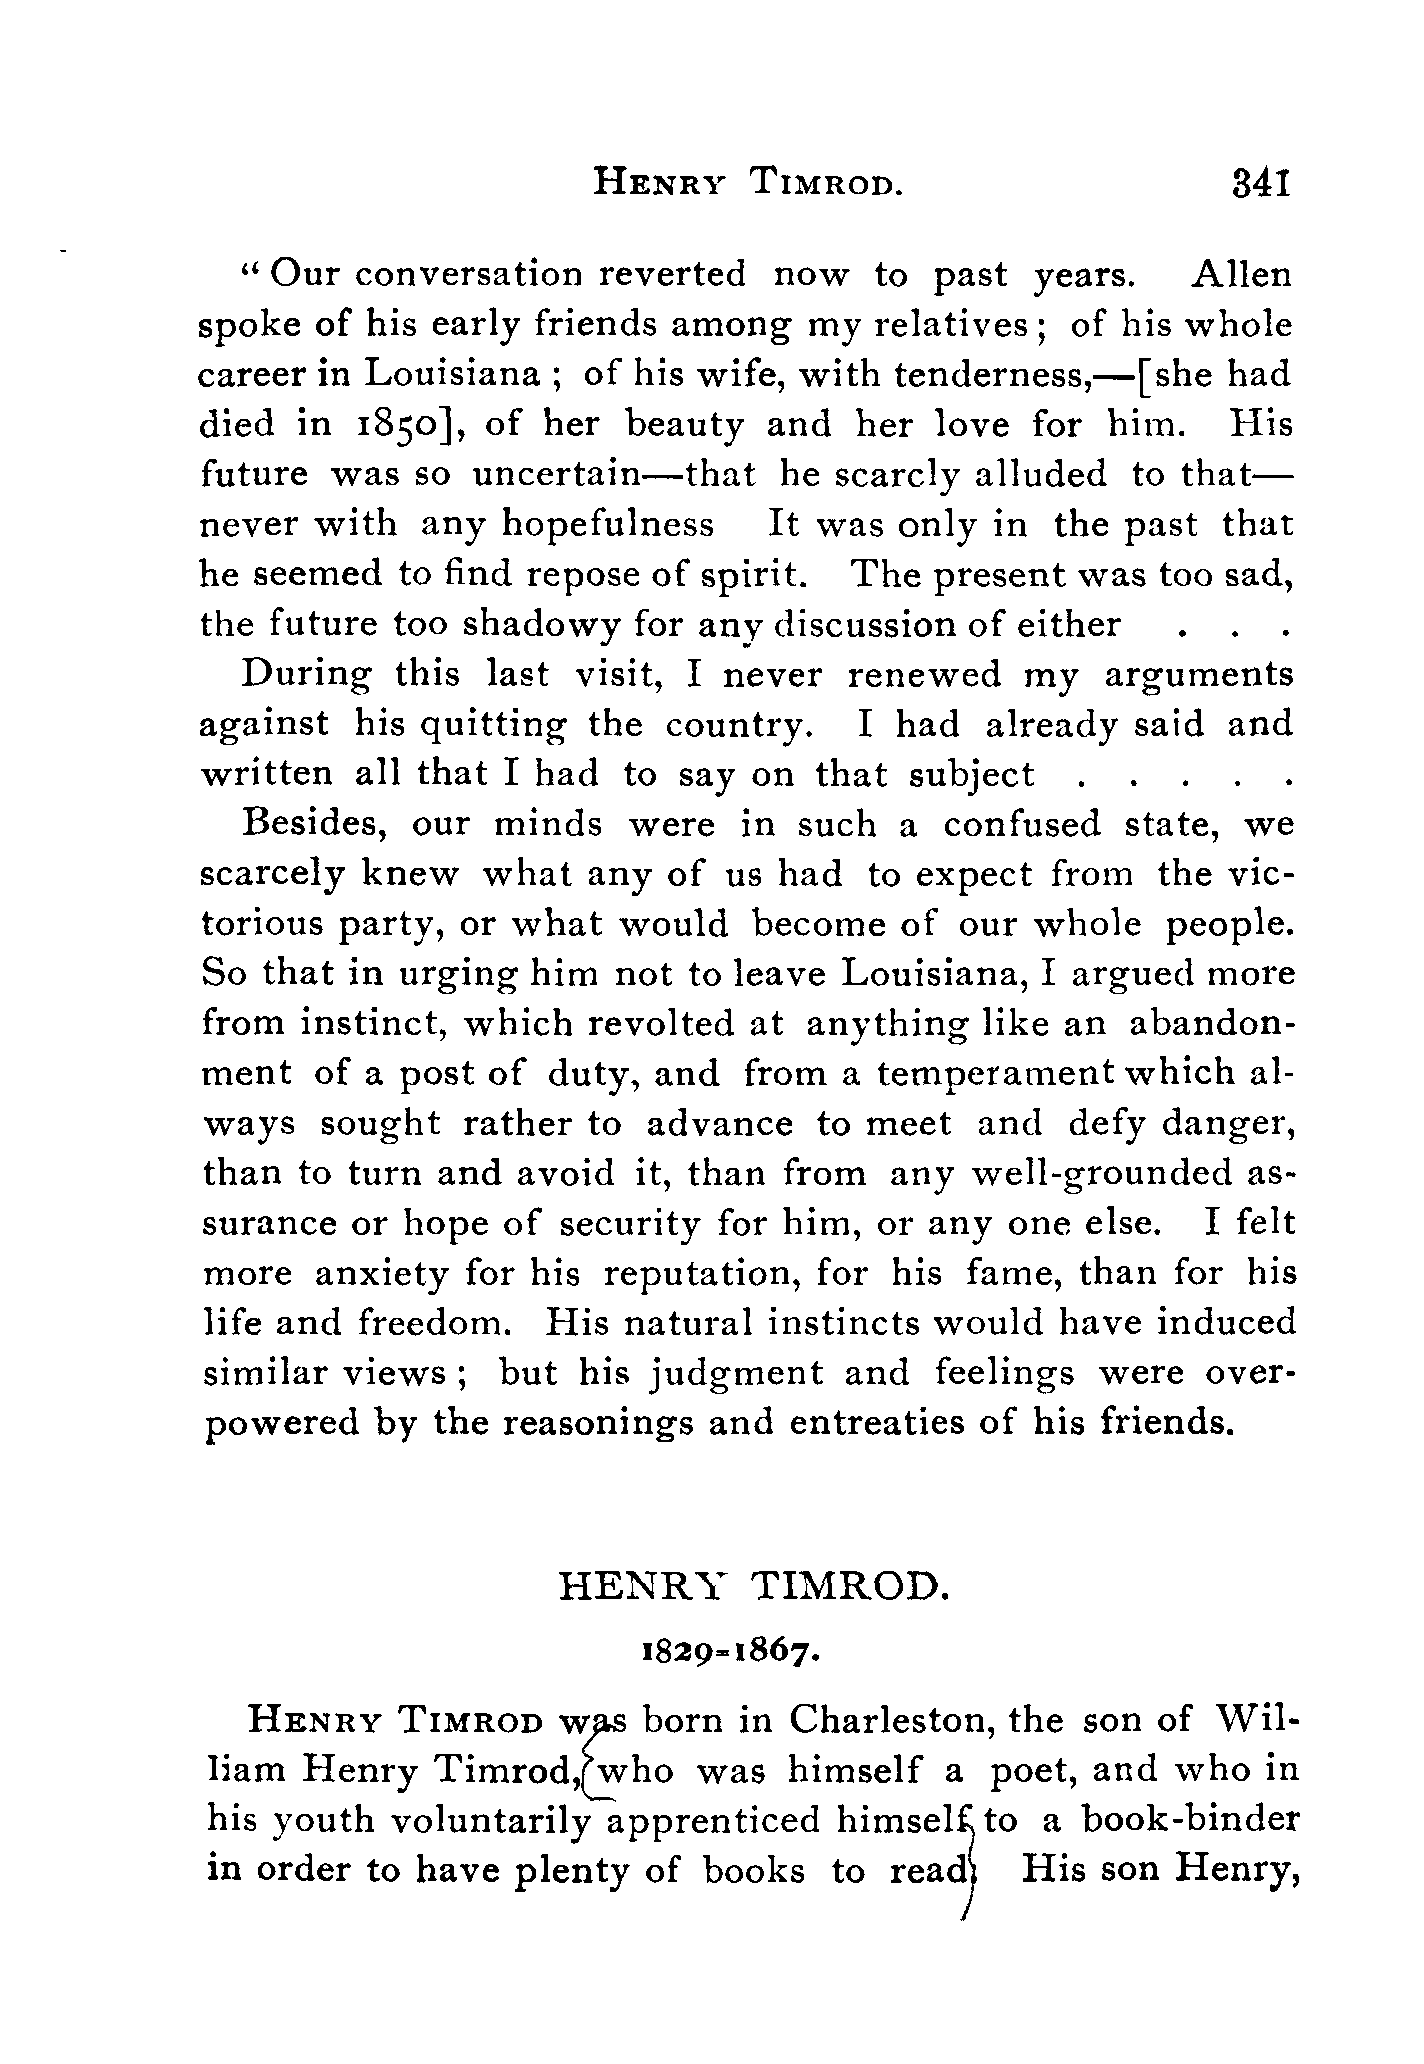 HENRY TIMROD. 341
“ Our conversation reverted now to past years. Allen
spoke of his early friends among my relatives ; of his whole
career in Louisiana ; of his wife, with tenderness,—[she had
died in 1850], of her beauty and her love for him. His
future was so uncertain—that he scarcly alluded to that—
never with any hopefulness It was only in the past that
he seemed to find repose of spirit. The present was too sad,
the future too shadowy for any discussion of either . . .
During this last visit, I never renewed my arguments
against his quitting the country. I had already said and
written all that I had to say on that subject . . . . .
Besides, our minds were in such a confused state, we
scarcely knew what any of us had to expect from the vic-
torious party, or what would become of our whole people.
So that in urging him not to leave Louisiana, I argued more
from instinct, which revolted at anything like an abandon-
ment of a post of duty, and from a temperament which al-
ways sought rather to advance to meet and defy danger,
than to turn and avoid it, than from any well-grounded as-
surance or hope of security for him, or any one else. I felt
more anxiety for his reputation, for his fame, than for his
life and freedom. His natural instincts would have induced
similar views ; but his judgment and feelings were over-
powered by the reasonings and entreaties of his friends.
HENRY TIMROD.
1829-1867.
HENRY TIMROD was born in Charleston, the son of Wil-
liam Henry Timrod, who was himself a poet, and who in
his youth voluntarily apprenticed himself to a book-binder
in order to have plenty of books to read. His son Henry,